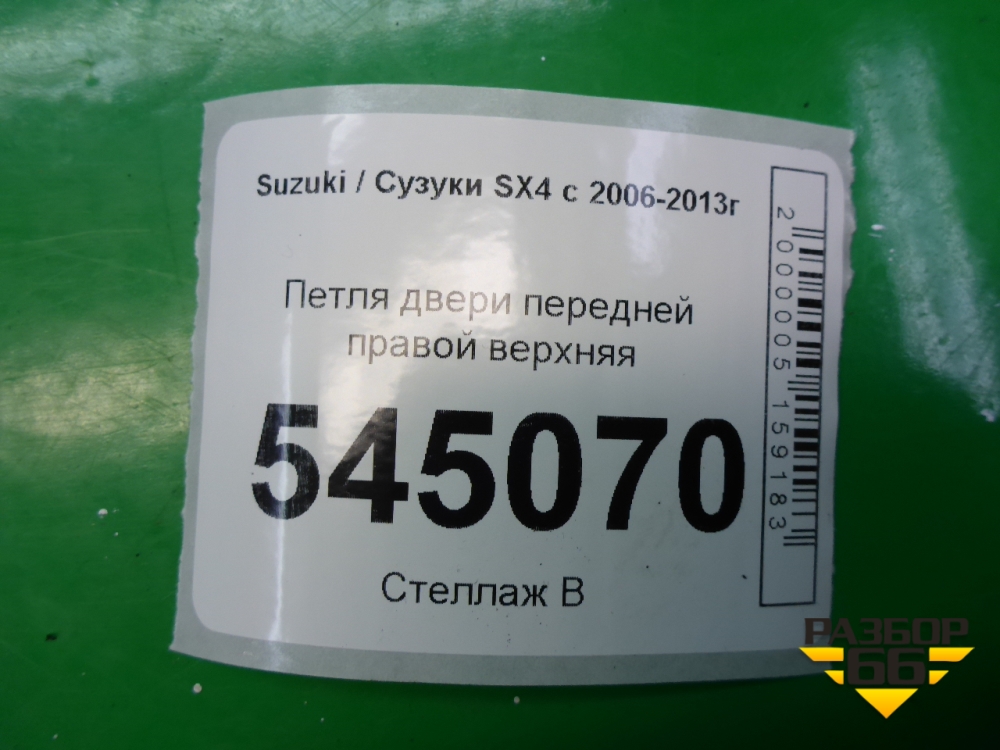 Suzuki / Сузуки SX4 с 2006-2013г
Петля двери передней
правой верхняя
545070
Стеллаж В
2000005159183
РАЗБОР
66